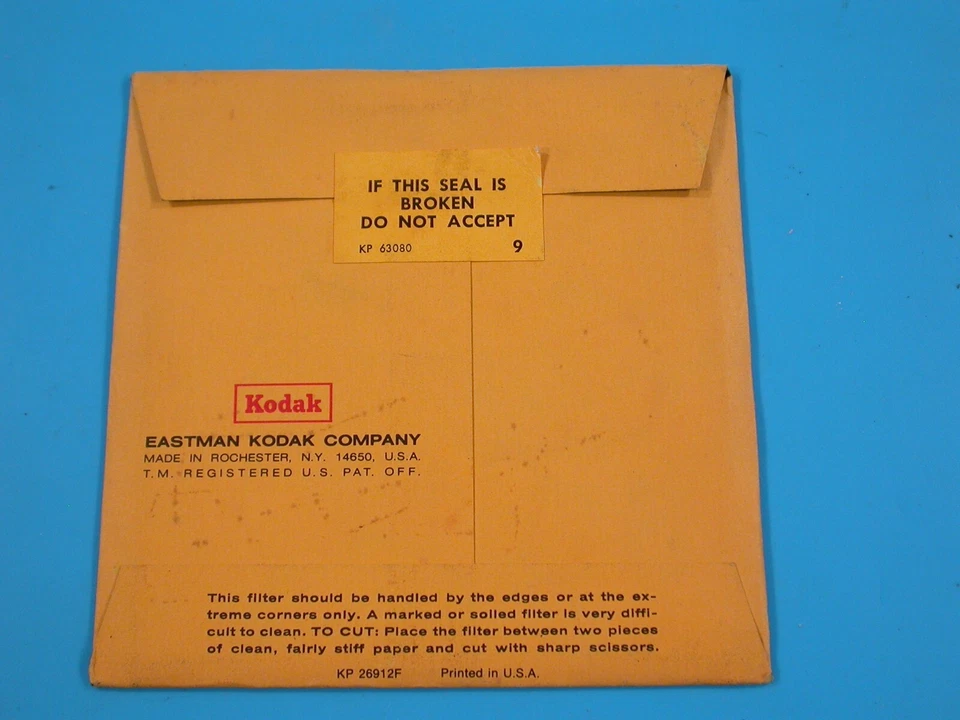 IF THIS SEAL IS
BROKEN
DO NOT ACCEPT
KP 63080 9
Kodak
EASTMAN KODAK COMPANY
MADE IN ROCHESTER, N.Y. 14650, U.S.A.
T.M. REGISTERED U.S. PAT. OFF.
This filter should be handled by the edges or at the ex-
treme corners only. A marked or soiled filter is very diffi-
cult to clean. TO CUT: Place the filter between two pieces
of clean, fairly stiff paper and cut with sharp scissors.
KP 26912F Printed in U.S.A.